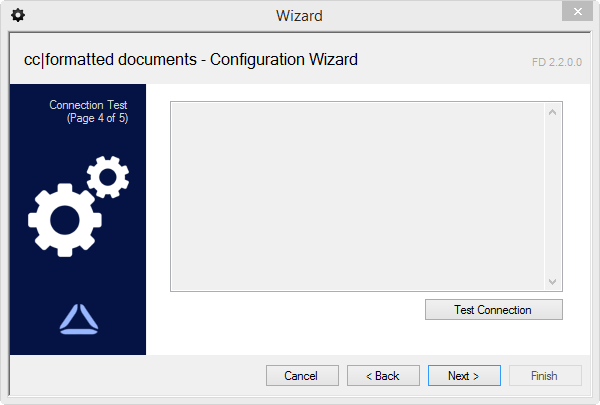 Wizard
cc|formatted documents - Configuration Wizard
FD 2.2.0.0
Connection Test
(Page 4 of 5)
Test Connection
Cancel
< Back
Next >
Finish